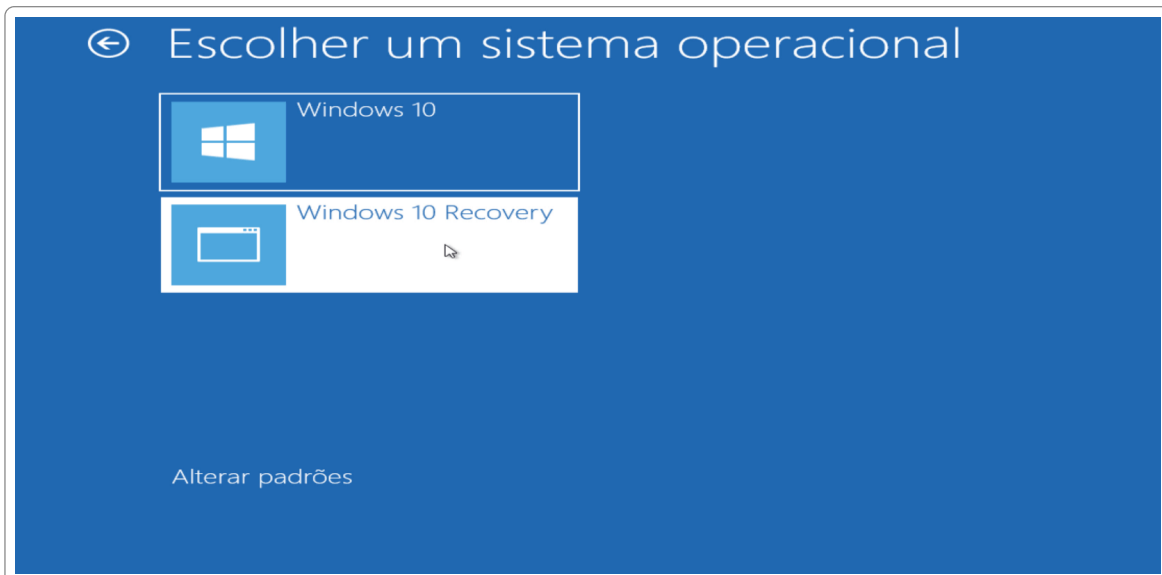 Escolher um sistema operacional
Windows 10
Windows 10 Recovery
Alterar padrões